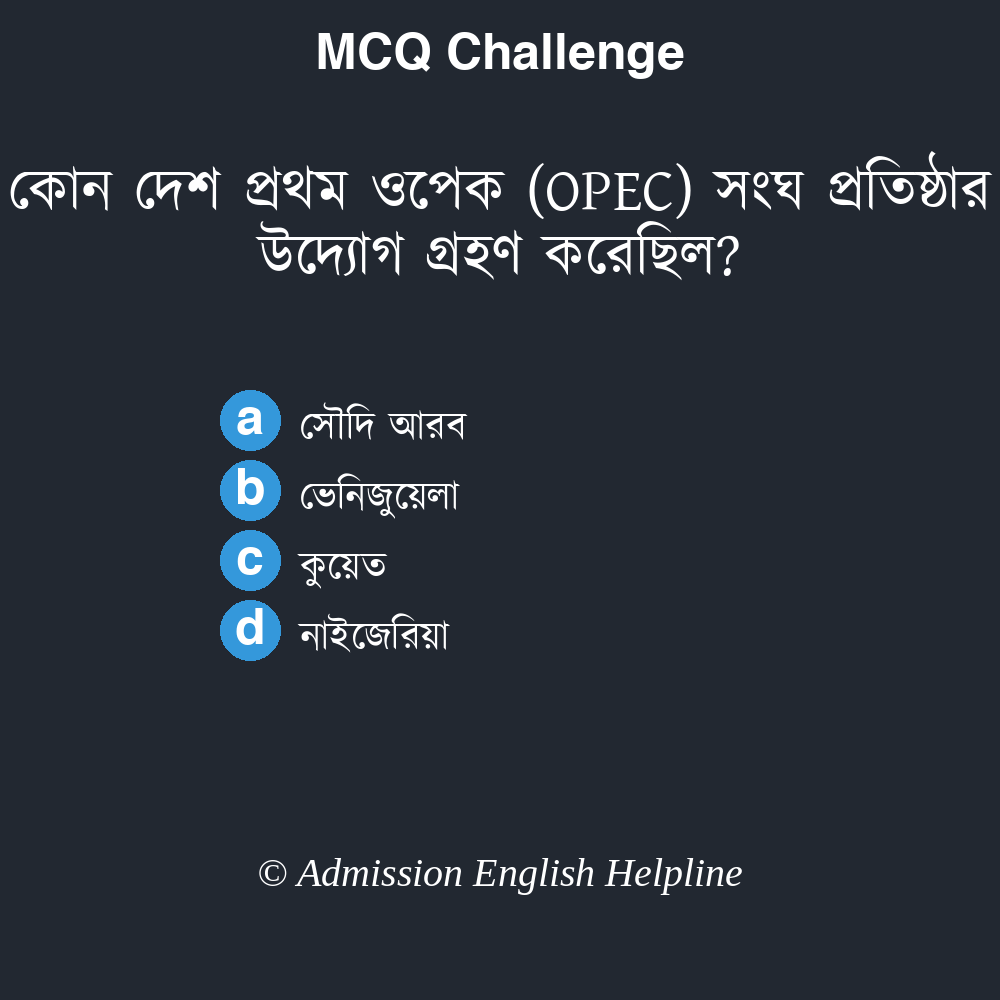 MCQ Challenge
কোন দেশ প্রথম ওপেক (OPEC) সংঘ প্রতিষ্ঠার
উদ্যোগ গ্রহণ করেছিল?
a সৌদি আরব
b ভেনিজুয়েলা
c কুয়েত
d নাইজেরিয়া
© Admission English Helpline